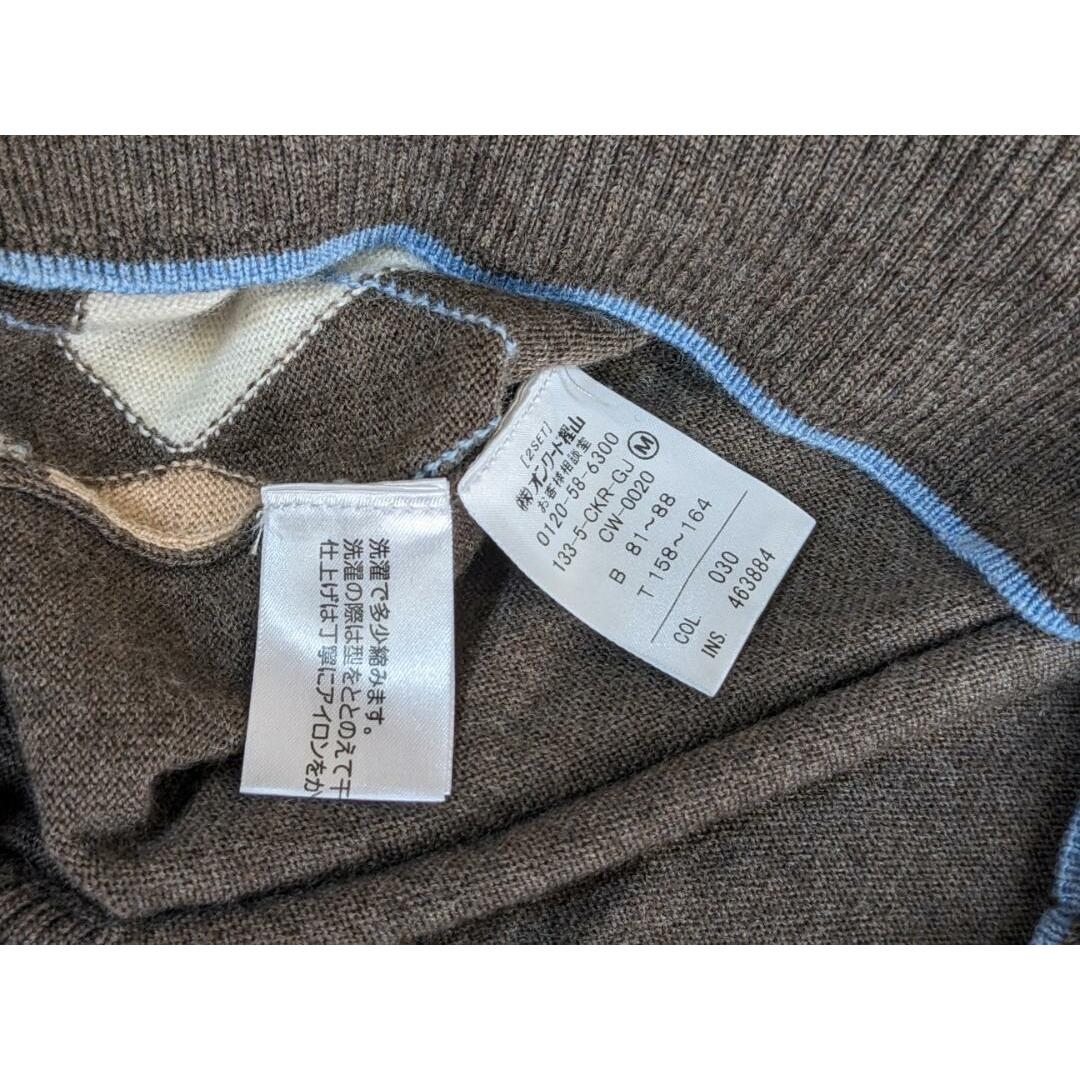 洗濯で多少縮みます。
洗濯の際は型をととのえて干
仕上げは丁寧にアイロンをか
[2SET]
㈱オンワード樫山
お客様相談室
0120-58-6300
133-5-CKR-GJ Ⓜ
CIW-0020
B 81~88
T 158~164
COL 030
INS. 463884